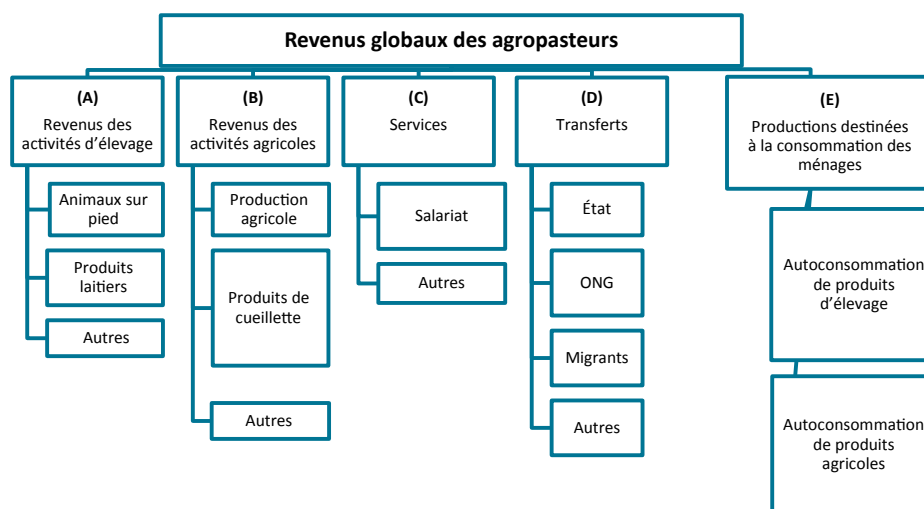 Revenus globaux des agropasteurs
(A)
Revenus des
activités d’élevage
Animaux sur
pied
Produits
laitiers
Autres
(B)
Revenus des
activités agricoles
Production
agricole
Produits de
cueillette
Autres
(C)
Services
Salariat
Autres
(D)
Transferts
État
ONG
Migrants
Autres
(E)
Productions destinées
à la consommation des
ménages
Autoconsommation
de produits
d’élevage
Autoconsommation
de produits
agricoles